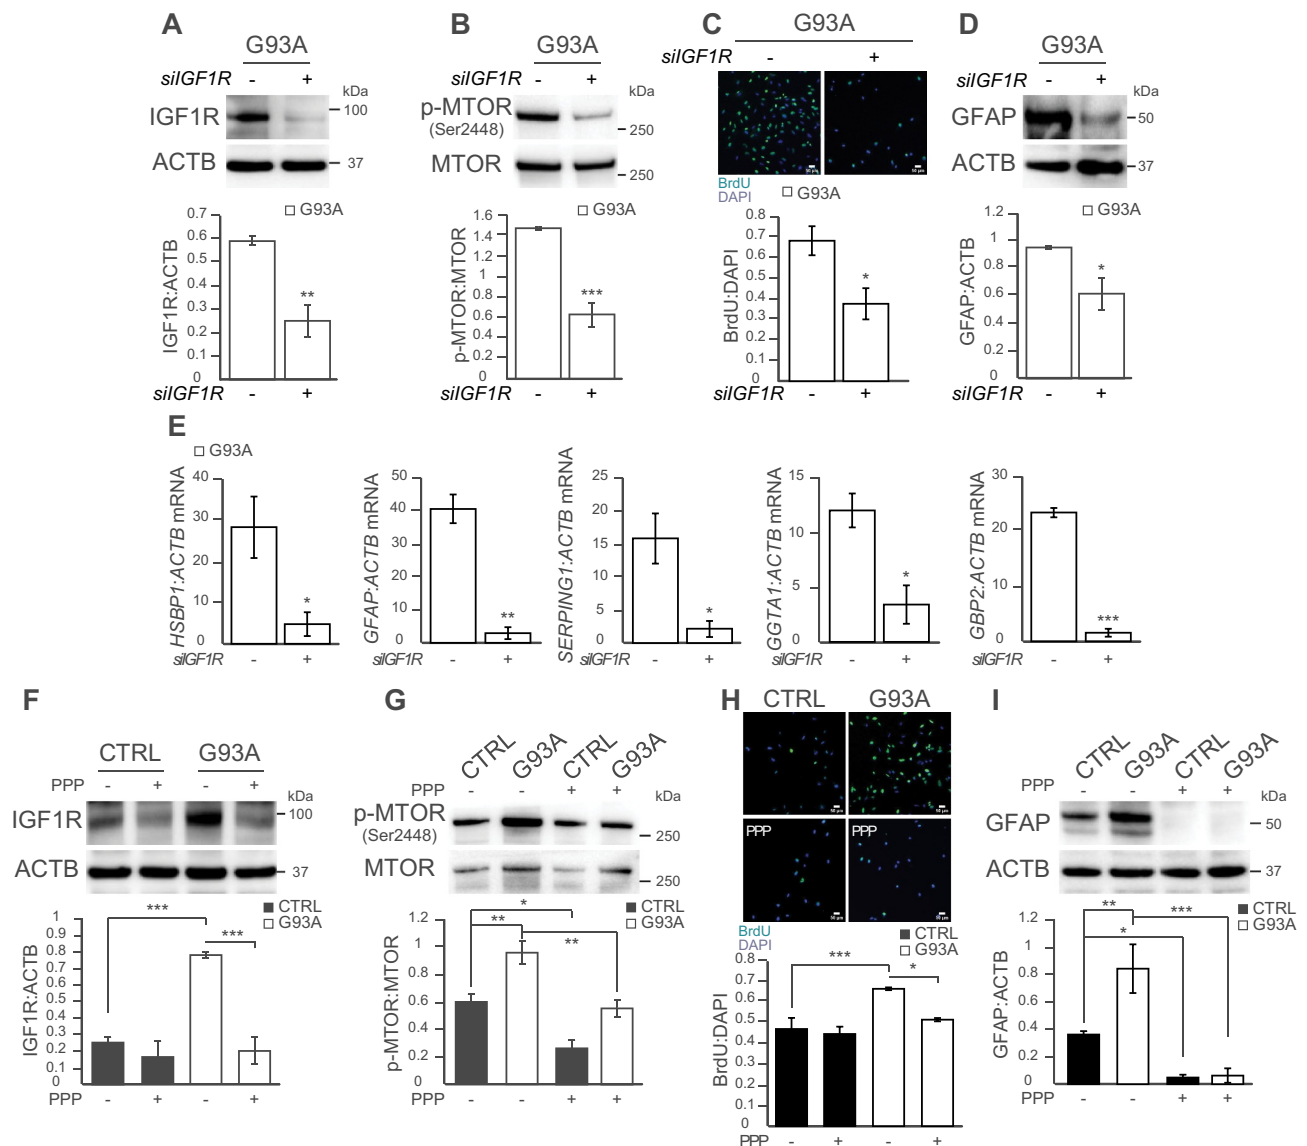 A
G93A
siIGF1R - +
kDa
IGF1R
100
ACTB
37
G93A
IGF1R:ACTB
0.7
0.6
0.5
0.4
0.3
0.2
0.1
0
**
siIGF1R - +
B
G93A
siIGF1R - +
kDa
p-MTOR
(Ser2448)
250
MTOR
250
G93A
p-MTOR:MTOR
1.6
1.4
1.2
1
0.8
0.6
0.4
0.2
0
***
siIGF1R - +
C
G93A
siIGF1R - +
50 µm
50 µm
BrdU
DAPI
G93A
BrdU:DAPI
0.8
0.7
0.6
0.5
0.4
0.3
0.2
0.1
0
*
siIGF1R - +
D
G93A
siIGF1R - +
kDa
GFAP
50
ACTB
37
G93A
GFAP:ACTB
1,2
1
0.8
0.6
0.4
0.2
0
*
siIGF1R - +
E
G93A
HSBP1:ACTB mRNA
40
30
20
10
0
*
siIGF1R - +
GFAP:ACTB mRNA
50
40
30
20
10
0
**
siIGF1R - +
SERPING1:ACTB mRNA
25
20
15
10
5
0
*
siIGF1R - +
GGTA1:ACTB mRNA
15
10
5
0
*
siIGF1R - +
GBP2:ACTB mRNA
30
20
10
0
***
siIGF1R - +
F
CTRL G93A
PPP - + - +
kDa
IGF1R
100
ACTB
37
CTRL
G93A
IGF1R:ACTB
1
0.9
0.8
0.7
0.6
0.5
0.4
0.3
0.2
0.1
0
***
***
PPP - + - +
G
CTRL G93A CTRL G93A
PPP - - + +
kDa
p-MTOR
(Ser2448)
250
MTOR
250
CTRL
G93A
p-MTOR:MTOR
1.2
1
0.8
0.6
0.4
0.2
0
*
**
**
PPP - - + +
H
CTRL G93A
50 µm
50 µm
PPP PPP
50 µm
50 µm
BrdU
DAPI
CTRL
G93A
BrdU:DAPI
0.8
0.7
0.6
0.5
0.4
0.3
0.2
0.1
0
***
*
PPP - + - +
I
CTRL G93A CTRL G93A
PPP - - + +
kDa
GFAP
50
ACTB
37
CTRL
G93A
GFAP:ACTB
1.2
1
0.8
0.6
0.4
0.2
0
**
***
*
PPP - - + +